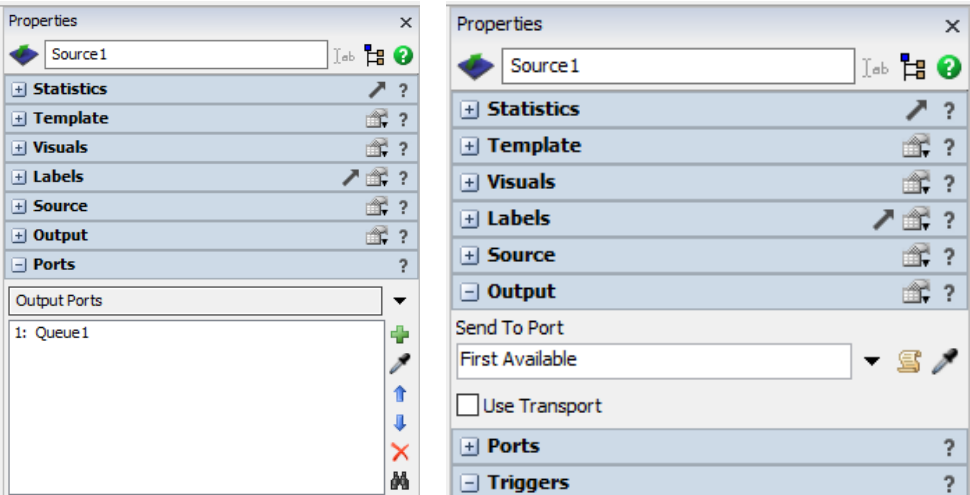 Properties
Source1
Statistics ?
Template ?
Visuals ?
Labels ?
Source ?
Output ?
Ports ?
Output Ports
1: Queue1
Properties
Source1
Statistics ?
Template ?
Visuals ?
Labels ?
Source ?
Output ?
Send To Port
First Available
Use Transport
Ports ?
Triggers ?